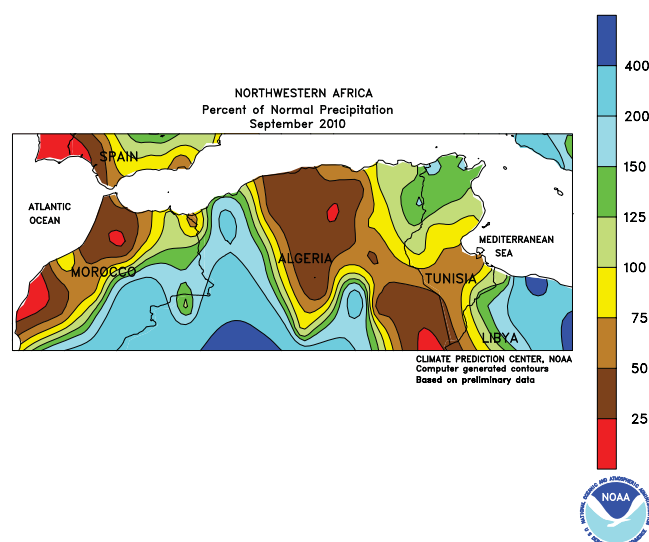 NORTHWESTERN AFRICA
Percent of Normal Precipitation
September 2010
SPAIN
ATLANTIC
OCEAN
MOROCCO
ALGERIA
MEDITERRANEAN
SEA
TUNISIA
LIBYA
CLIMATE PREDICTION CENTER, NOAA
Computer generated contours
Based on preliminary data
400
200
150
125
100
75
50
25
NOAA